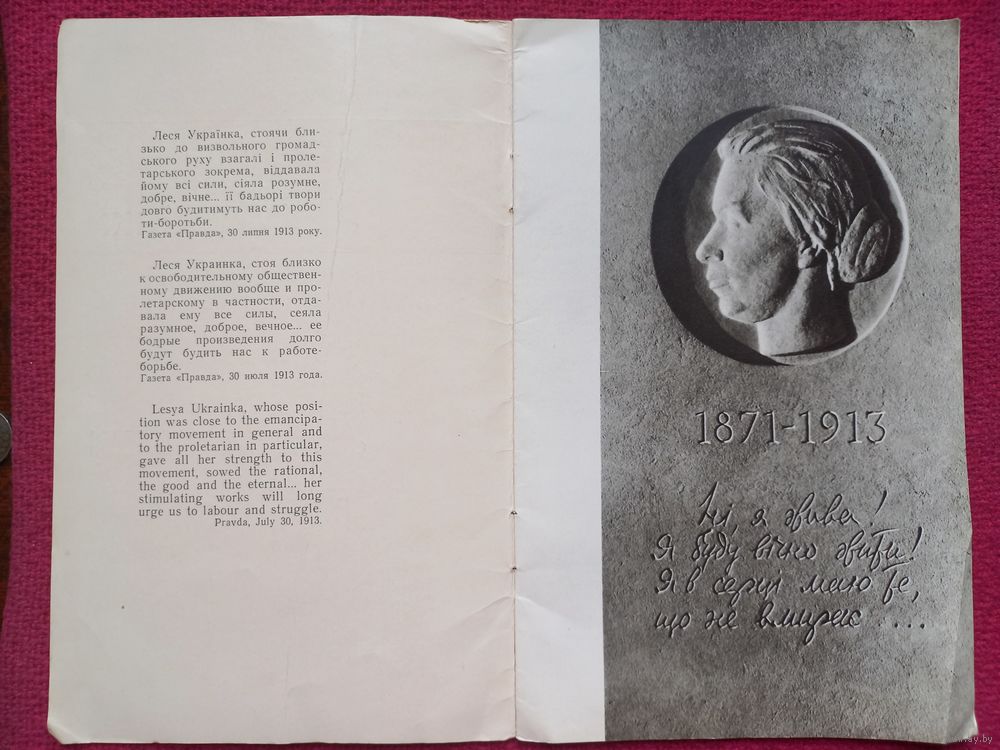 Леся Українка, стоячи бли-
зько до визвольного громад-
ського руху взагалі і проле-
тарського зокрема, віддавала
йому всі сили, сіяла розумне,
добре, вічне... її бадьорі твори
довго будитимуть нас до робо-
ти-боротьби.
Газета «Правда», 30 липня 1913 року.
Леся Украинка, стоя близко
к освободительному обществен-
ному движению вообще и про-
летарскому в частности, отда-
вала ему все силы, сеяла
разумное, доброе, вечное... ее
бодрые произведения долго
будут будить нас к работе-
борьбе.
Газета «Правда», 30 июля 1913 года.
Lesya Ukrainka, whose posi-
tion was close to the emancipa-
tory movement in general and
to the proletarian in particular,
gave all her strength to this
movement, sowed the rational,
the good and the eternal... her
stimulating works will long
urge us to labour and struggle.
Pravda, July 30, 1913.
1871-1913
Ні я жива!
Я буду вічно жити!
Я в серці маю те,
що не вмирає ....